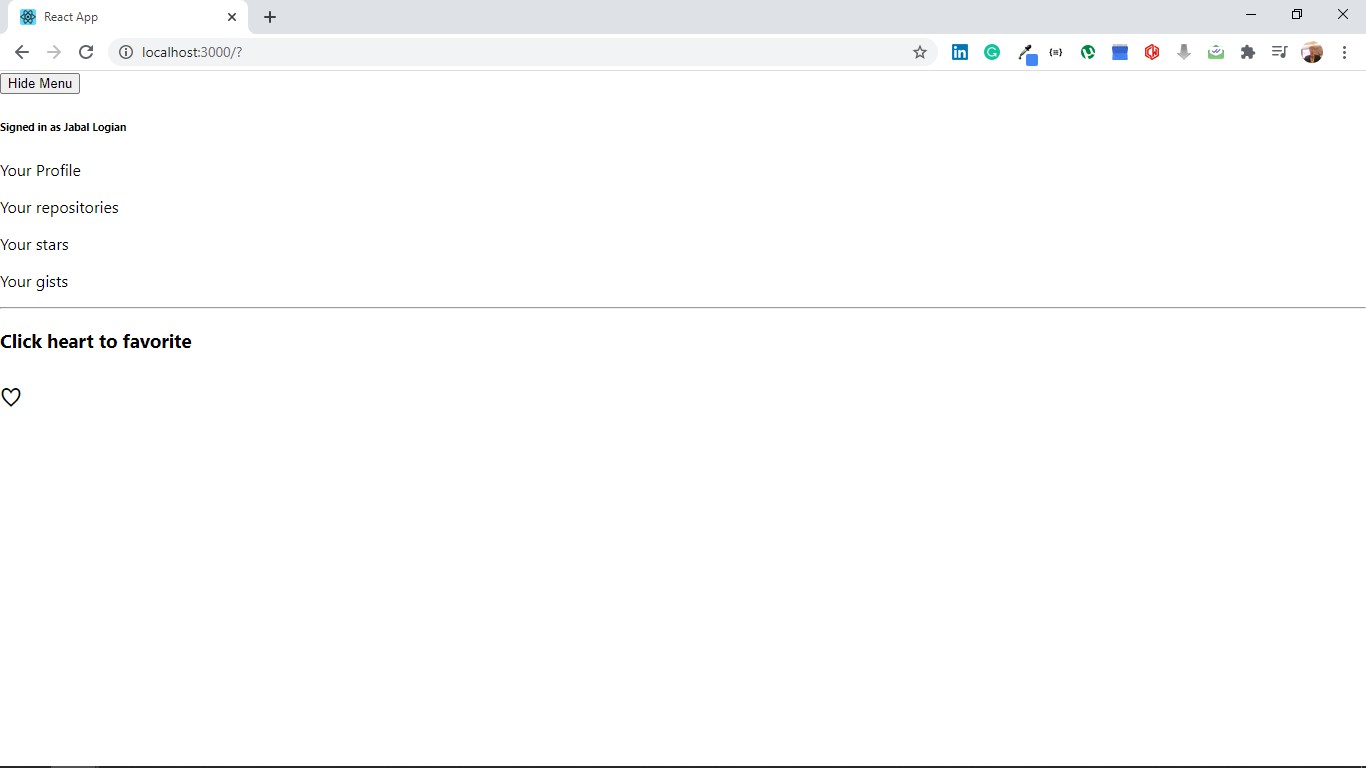 React App
localhost:3000/?
Hide Menu
Signed in as Jabal Logian
Your Profile
Your repositories
Your stars
Your gists
Click heart to favorite